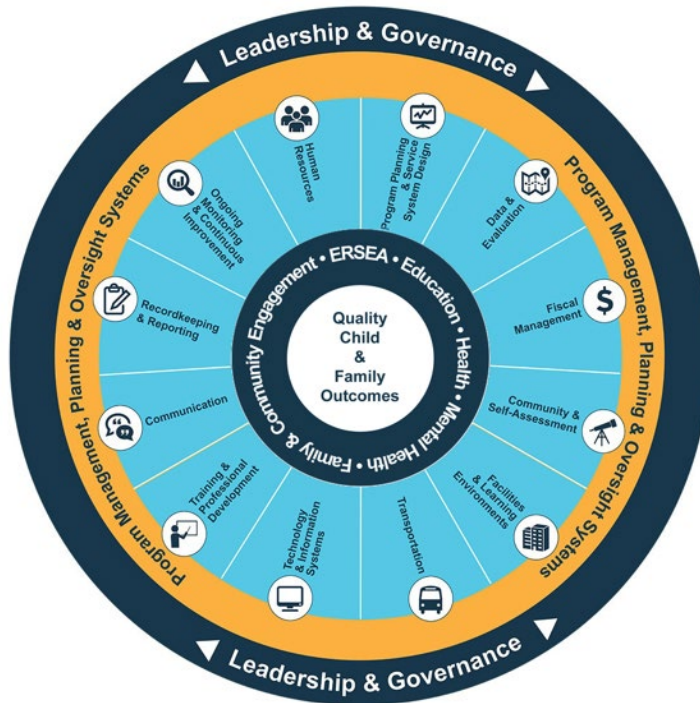 Leadership & Governance
Program Management, Planning & Oversight Systems
Program Management, Planning & Oversight Systems
Program Planning
& Service
System Design
Data &
Evaluation
Fiscal
Management
Community &
Self-Assessment
Facilities
& Learning
Environments
Transportation
Technology
& Information
Systems
Training &
Professional
Development
Communication
Recordkeeping
& Reporting
Ongoing
Monitoring
& Continuous
Improvement
Human
Resources
Family & Community Engagement • ERSEA • Education • Health • Mental Health •
Quality
Child
&
Family
Outcomes
$
Leadership & Governance